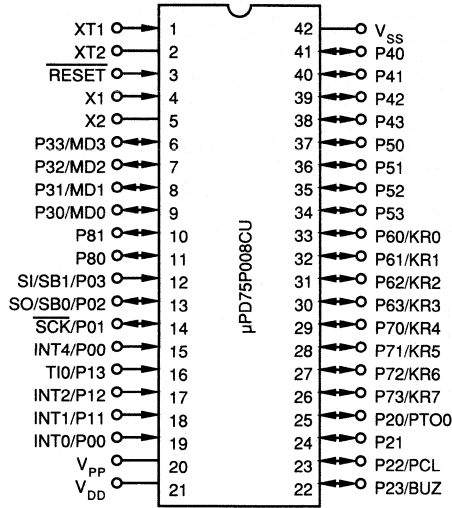 XT1 1 42 VSS
XT2 2 41 P40
RESET 3 40 P41
X1 4 39 P42
X2 5 38 P43
P33/MD3 6 37 P50
P32/MD2 7 36 P51
P31/MD1 8 35 P52
P30/MD0 9 34 P53
P81 10 33 P60/KR0
P80 11 32 P61/KR1
SI/SB1/P03 12 31 P62/KR2
SO/SB0/P02 13 30 P63/KR3
SCK/P01 14 29 P70/KR4
INT4/P00 15 28 P71/KR5
TI0/P13 16 27 P72/KR6
INT2/P12 17 26 P73/KR7
INT1/P11 18 25 P20/PTO0
INT0/P00 19 24 P21
VPP 20 23 P22/PCL
VDD 21 22 P23/BUZ
µPD75P008CU